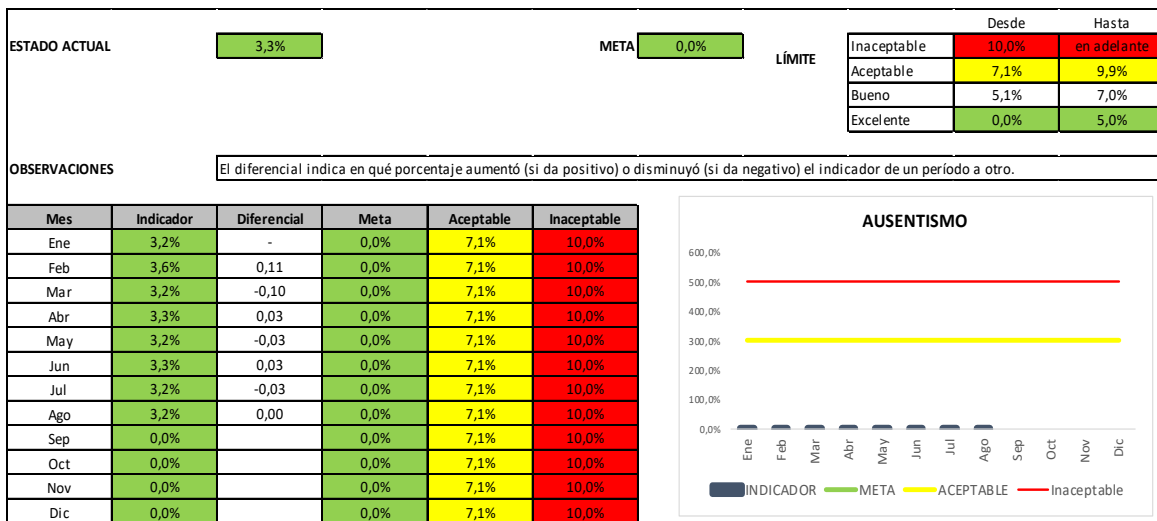 Desde Hasta
ESTADO ACTUAL 3,3% META 0,0% LÍMITE Inaceptable 10,0% en adelante
Aceptable 7,1% 9,9%
Bueno 5,1% 7,0%
Excelente 0,0% 5,0%
OBSERVACIONES El diferencial indica en qué porcentaje aumentó (si da positivo) o disminuyó (si da negativo) el indicador de un período a otro.
Mes Indicador Diferencial Meta Aceptable Inaceptable
Ene 3,2% - 0,0% 7,1% 10,0%
Feb 3,6% 0,11 0,0% 7,1% 10,0%
Mar 3,2% -0,10 0,0% 7,1% 10,0%
Abr 3,3% 0,03 0,0% 7,1% 10,0%
May 3,2% -0,03 0,0% 7,1% 10,0%
Jun 3,3% 0,03 0,0% 7,1% 10,0%
Jul 3,2% -0,03 0,0% 7,1% 10,0%
Ago 3,2% 0,00 0,0% 7,1% 10,0%
Sep 0,0% 0,0% 7,1% 10,0%
Oct 0,0% 0,0% 7,1% 10,0%
Nov 0,0% 0,0% 7,1% 10,0%
Dic 0,0% 0,0% 7,1% 10,0%
AUSENTISMO
600,0%
500,0%
400,0%
300,0%
200,0%
100,0%
0,0%
Ene Feb Mar Abr May Jun Jul Ago Sep Oct Nov Dic
INDICADOR META ACEPTABLE Inaceptable